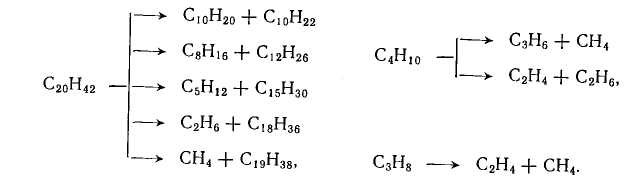 C₂₀H₄₂
C₁₀H₂₀ + C₁₀H₂₂
C₈H₁₆ + C₁₂H₂₆
C₅H₁₂ + C₁₅H₃₀
C₂H₆ + C₁₈H₃₆
CH₄ + C₁₉H₃₈,
C₄H₁₀
C₃H₆ + CH₄
C₂H₄ + C₂H₆,
C₃H₈ → C₂H₄ + CH₄.